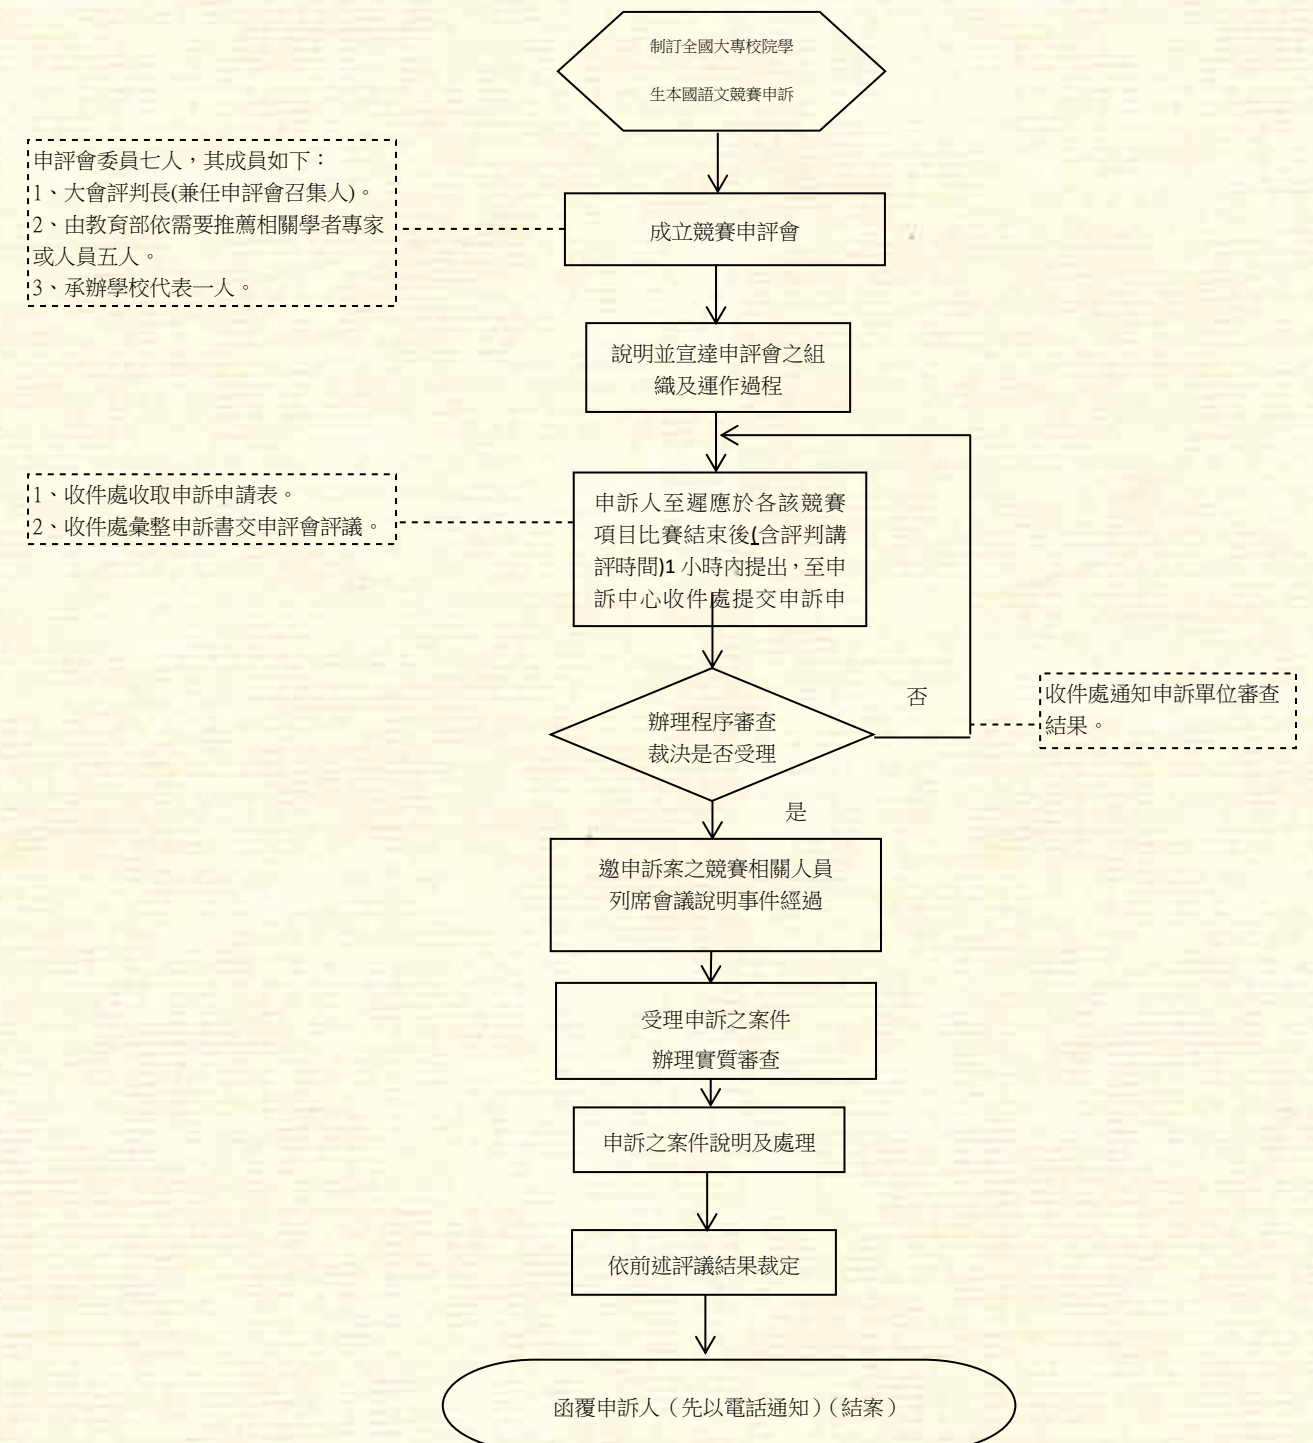 制訂全國大專校院學
生本國語文競賽申訴
申評會委員七人，其成員如下：
1、大會評判長(兼任申評會召集人)。
2、由教育部依需要推薦相關學者專家
或人員五人。
3、承辦學校代表一人。
成立競賽申評會
說明並宣達申評會之組
織及運作過程
1、收件處收取申訴申請表。
2、收件處彙整申訴書交申評會評議。
申訴人至遲應於各該競賽
項目比賽結束後(含評判講
評時間)1 小時內提出，至申
訴中心收件處提交申訴申
辦理程序審查
裁決是否受理
否
收件處通知申訴單位審查
結果。
是
邀申訴案之競賽相關人員
列席會議說明事件經過
受理申訴之案件
辦理實質審查
申訴之案件說明及處理
依前述評議結果裁定
函覆申訴人（先以電話通知）（結案）